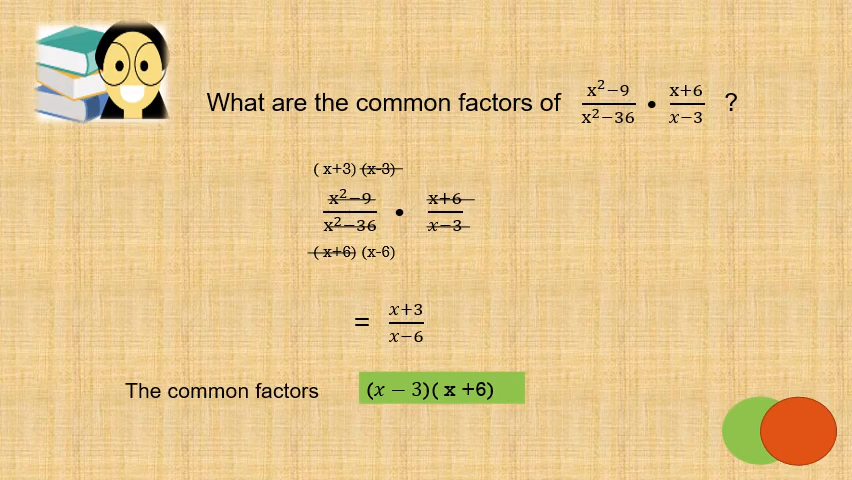 What are the common factors of x²−9/x²−36 • x+6/x−3 ?
( x+3) (x-3)
x²−9/x²−36 • x+6/x−3
( x+6) (x-6)
= x+3/x−6
The common factors (x − 3)( x +6)